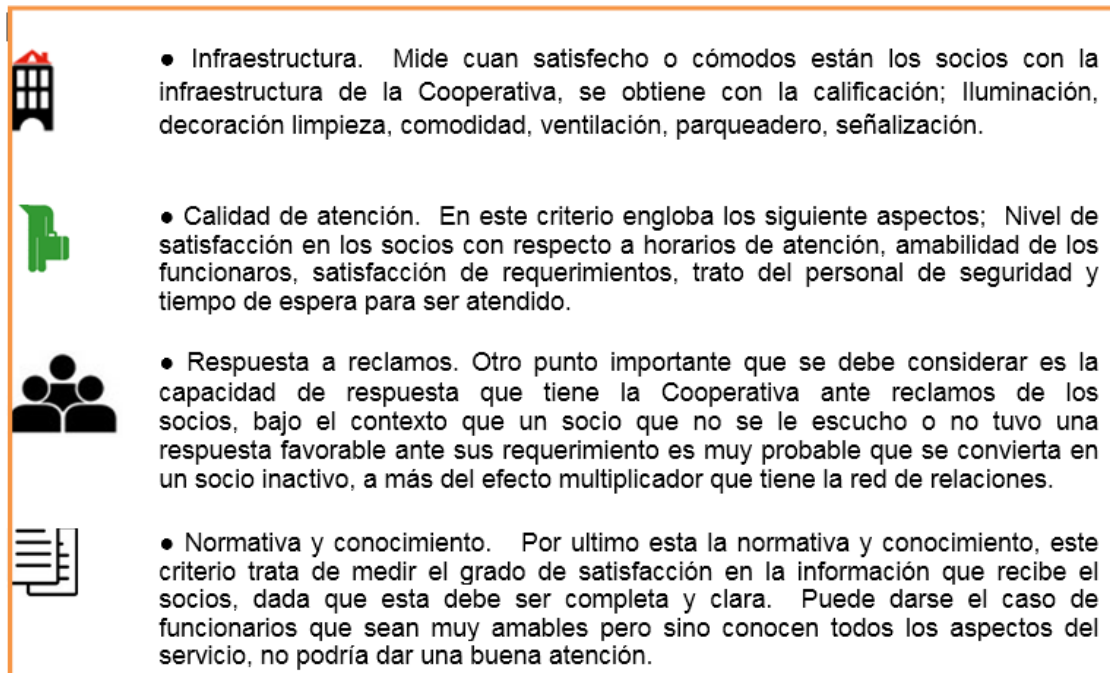 ● Infraestructura. Mide cuan satisfecho o cómodos están los socios con la
infraestructura de la Cooperativa, se obtiene con la calificación; Iluminación,
decoración limpieza, comodidad, ventilación, parqueadero, señalización.
● Calidad de atención. En este criterio engloba los siguiente aspectos; Nivel de
satisfacción en los socios con respecto a horarios de atención, amabilidad de los
funcionaros, satisfacción de requerimientos, trato del personal de seguridad y
tiempo de espera para ser atendido.
● Respuesta a reclamos. Otro punto importante que se debe considerar es la
capacidad de respuesta que tiene la Cooperativa ante reclamos de los
socios, bajo el contexto que un socio que no se le escucho o no tuvo una
respuesta favorable ante sus requerimiento es muy probable que se convierta en
un socio inactivo, a más del efecto multiplicador que tiene la red de relaciones.
● Normativa y conocimiento. Por ultimo esta la normativa y conocimiento, este
criterio trata de medir el grado de satisfacción en la información que recibe el
socios, dada que esta debe ser completa y clara. Puede darse el caso de
funcionarios que sean muy amables pero sino conocen todos los aspectos del
servicio, no podría dar una buena atención.